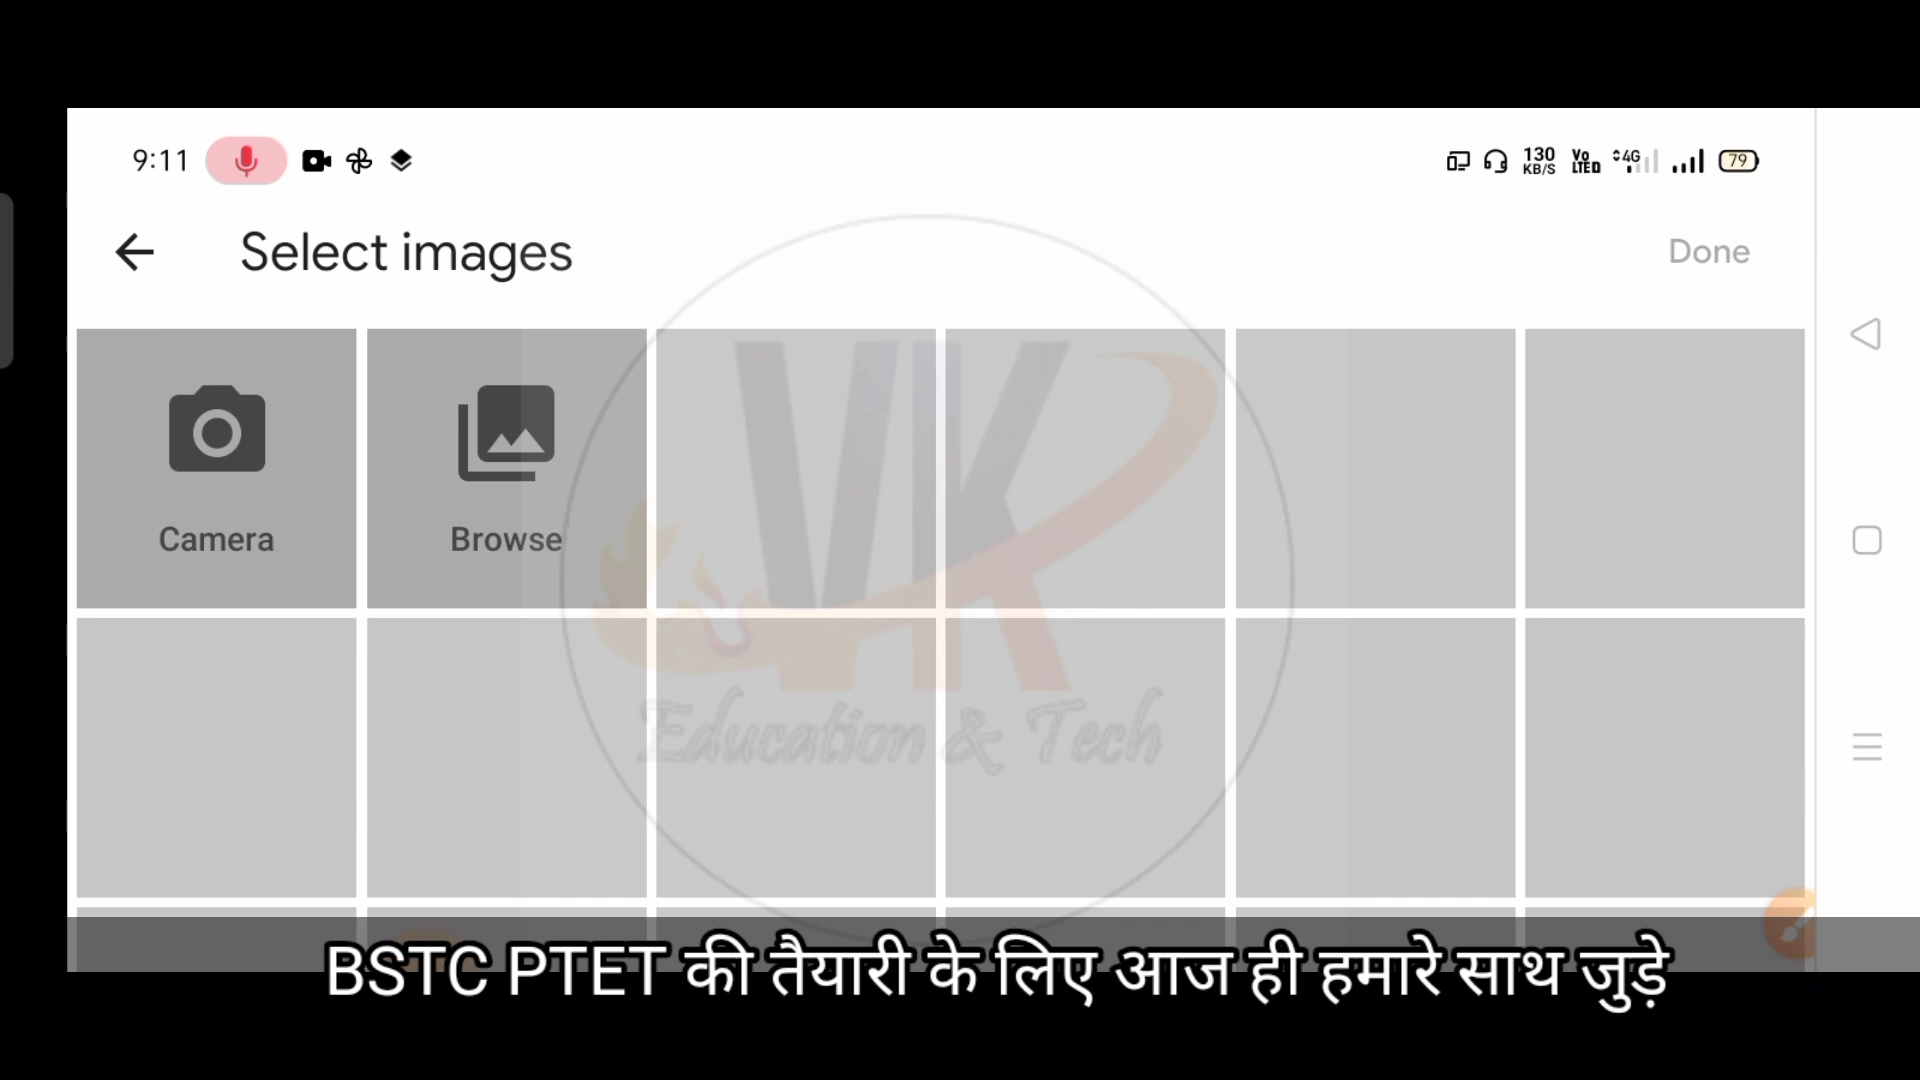 9:11
130
KB/S
Vo
LTE
4G
79
Select images
Done
Camera
Browse
VK
Education & Tech
BSTC PTET की तैयारी के लिए आज ही हमारे साथ जुड़े